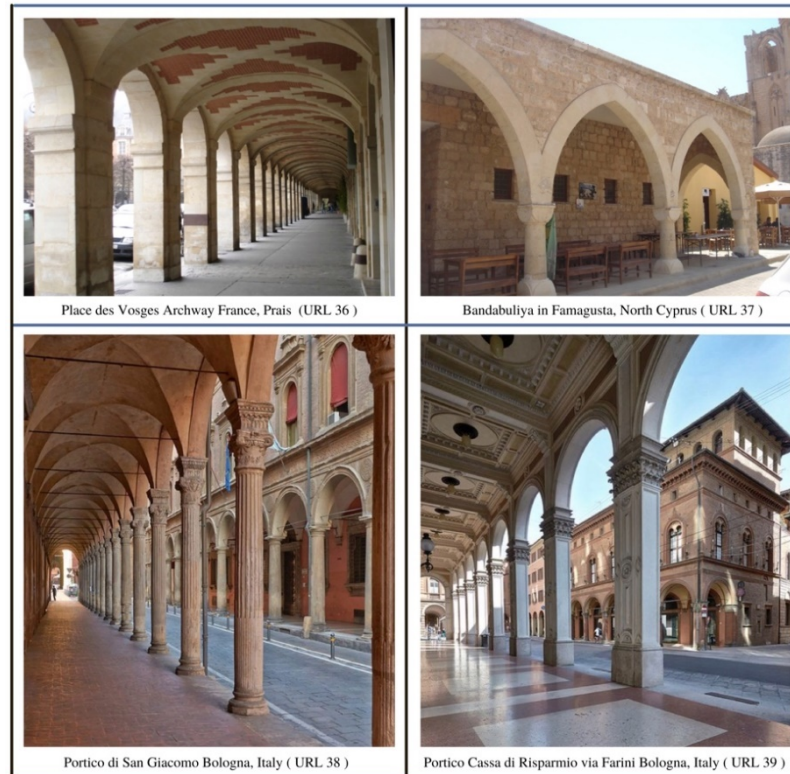 Place des Vosges Archway France, Prais (URL 36 )
Bandabuliya in Famagusta, North Cyprus ( URL 37 )
Portico di San Giacomo Bologna, Italy ( URL 38 )
Portico Cassa di Risparmio via Farini Bologna, Italy ( URL 39 )